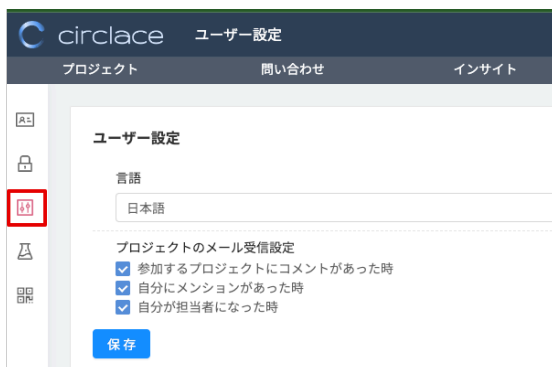 circlace ユーザー設定
プロジェクト 問い合わせ インサイト
ユーザー設定
言語
日本語
プロジェクトのメール受信設定
参加するプロジェクトにコメントがあった時
自分にメンションがあった時
自分が担当者になった時
保存